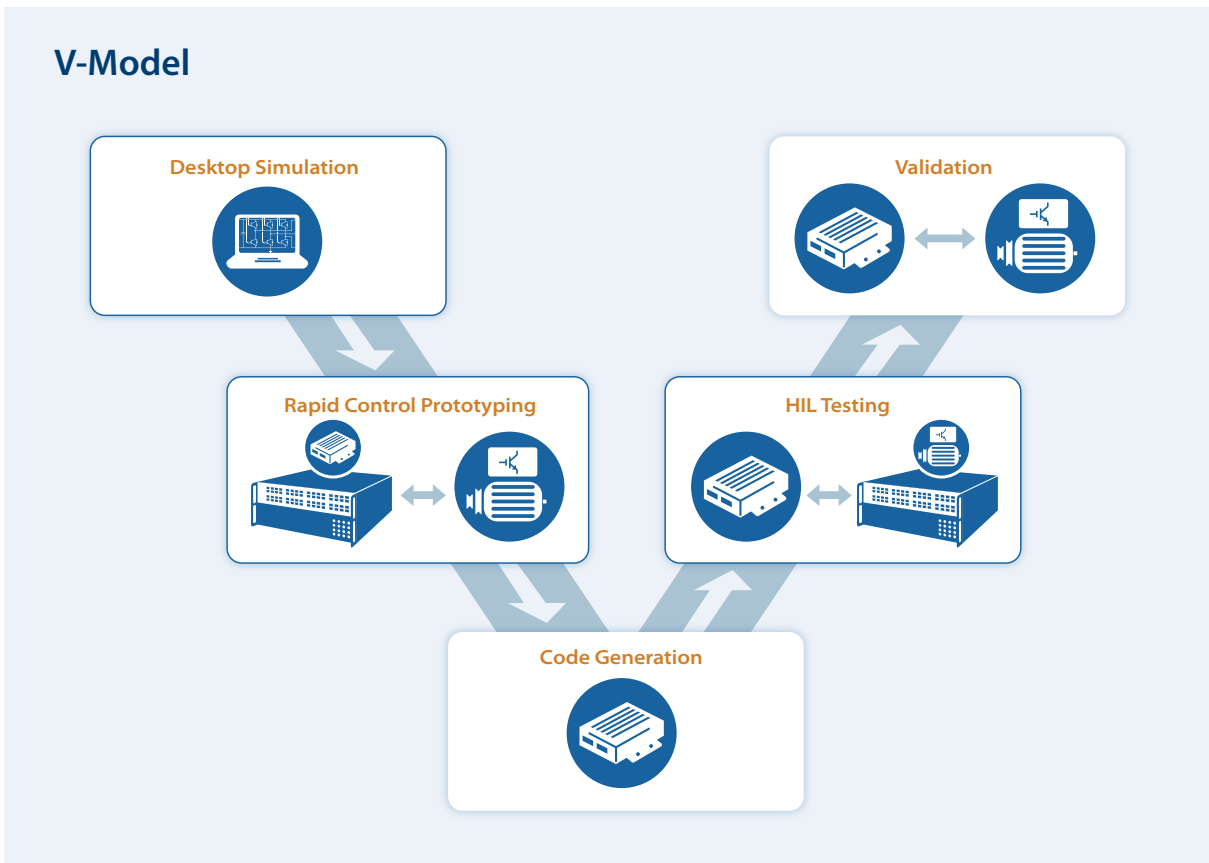 V-Model
Desktop Simulation
Validation
Rapid Control Prototyping
HIL Testing
Code Generation